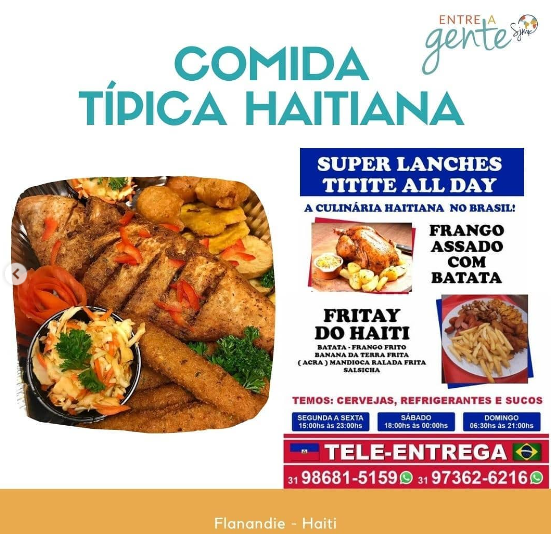 ENTRE A
gente
COMIDA
TÍPICA HAITIANA
SUPER LANCHES
TITITE ALL DAY
A CULINÁRIA HAITIANA NO BRASIL!
FRANGO
ASSADO
COM
BATATA
FRITAY
DO HAITI
BATATA - FRANGO FRITO
BANANA DA TERRA FRITA
( ACRA ) MANDIOCA RALADA FRITA
SALSICHA
TEMOS: CERVEJAS, REFRIGERANTES E SUCOS
SEGUNDA A SEXTA
15:00hs às 23:00hs
SÁBADO
18:00hs às 00:00hs
DOMINGO
06:30hs às 21:00hs
TELE-ENTREGA
31 98681-5159 31 97362-6216
Flanandie - Haiti